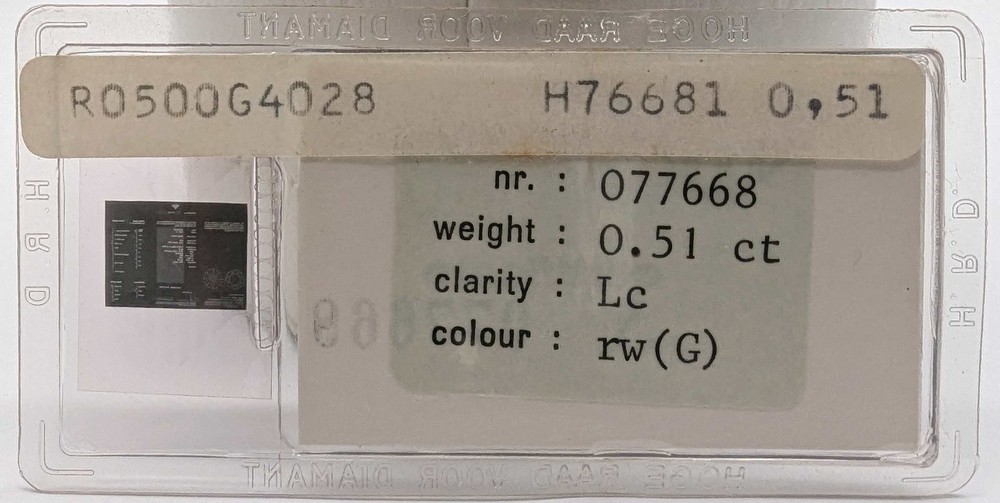 HOGE RAAD VOOR DIAMANT
R0500G4028 H76681 0,51
nr. : 077668
weight : 0.51 ct
clarity : Lc
colour : rw(G)
H R D
H.R.D.
HOGE RAAD VOOR DIAMANT